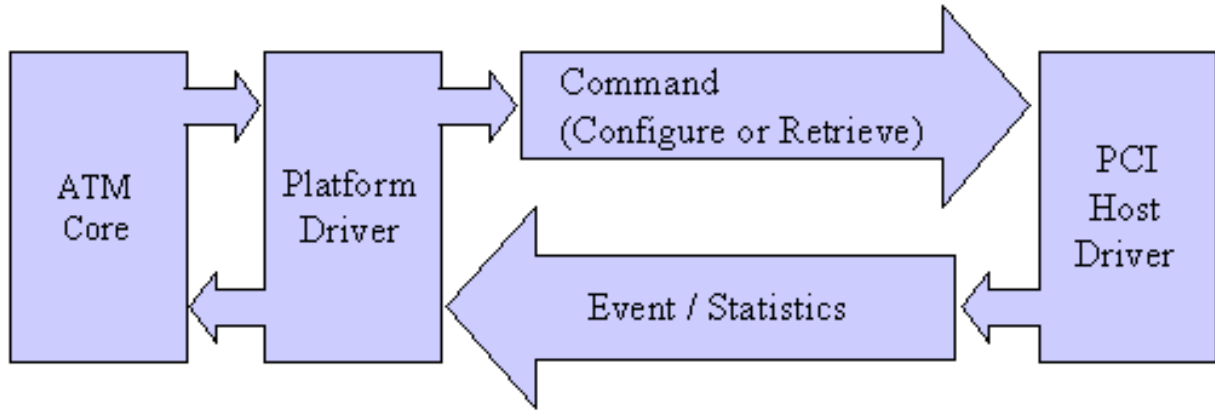 ATM
Core
Platform
Driver
Command
(Configure or Retrieve)
Event / Statistics
PCI
Host
Driver